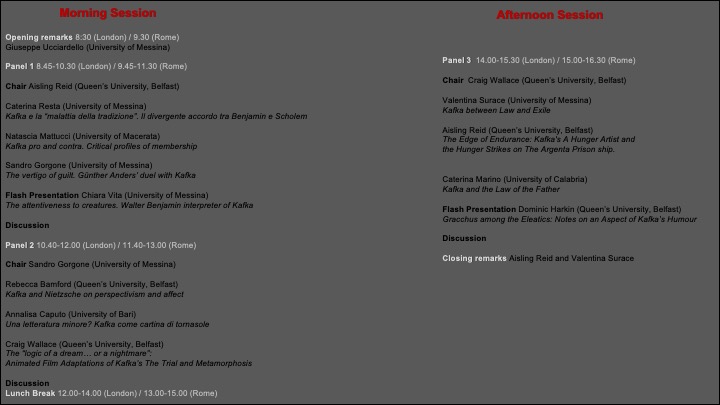 Morning Session
Opening remarks 8:30 (London) / 9.30 (Rome)
Giuseppe Ucciardello (University of Messina)
Panel 1 8.45-10.30 (London) / 9.45-11.30 (Rome)
Chair Aisling Reid (Queen's University, Belfast)
Caterina Resta (University of Messina)
Kafka e la "malattia della tradizione". Il divergente accordo tra Benjamin e Scholem
Natascia Mattucci (University of Macerata)
Kafka pro and contra. Critical profiles of membership
Sandro Gorgone (University of Messina)
The vertigo of guilt. Günther Anders' duel with Kafka
Flash Presentation Chiara Vita (University of Messina)
The attentiveness to creatures. Walter Benjamin interpreter of Kafka
Discussion
Panel 2 10.40-12.00 (London) / 11.40-13.00 (Rome)
Chair Sandro Gorgone (University of Messina)
Rebecca Bamford (Queen's University, Belfast)
Kafka and Nietzsche on perspectivism and affect
Annalisa Caputo (University of Bari)
Una letteratura minore? Kafka come cartina di tornasole
Craig Wallace (Queen's University, Belfast)
The "logic of a dream… or a nightmare":
Animated Film Adaptations of Kafka's The Trial and Metamorphosis
Discussion
Lunch Break 12.00-14.00 (London) / 13.00-15.00 (Rome)
Afternoon Session
Panel 3 14.00-15.30 (London) / 15.00-16.30 (Rome)
Chair Craig Wallace (Queen's University, Belfast)
Valentina Surace (University of Messina)
Kafka between Law and Exile
Aisling Reid (Queen's University, Belfast)
The Edge of Endurance: Kafka's A Hunger Artist and
the Hunger Strikes on The Argenta Prison ship.
Caterina Marino (University of Calabria)
Kafka and the Law of the Father
Flash Presentation Dominic Harkin (Queen's University, Belfast)
Gracchus among the Eleatics: Notes on an Aspect of Kafka's Humour
Discussion
Closing remarks Aisling Reid and Valentina Surace